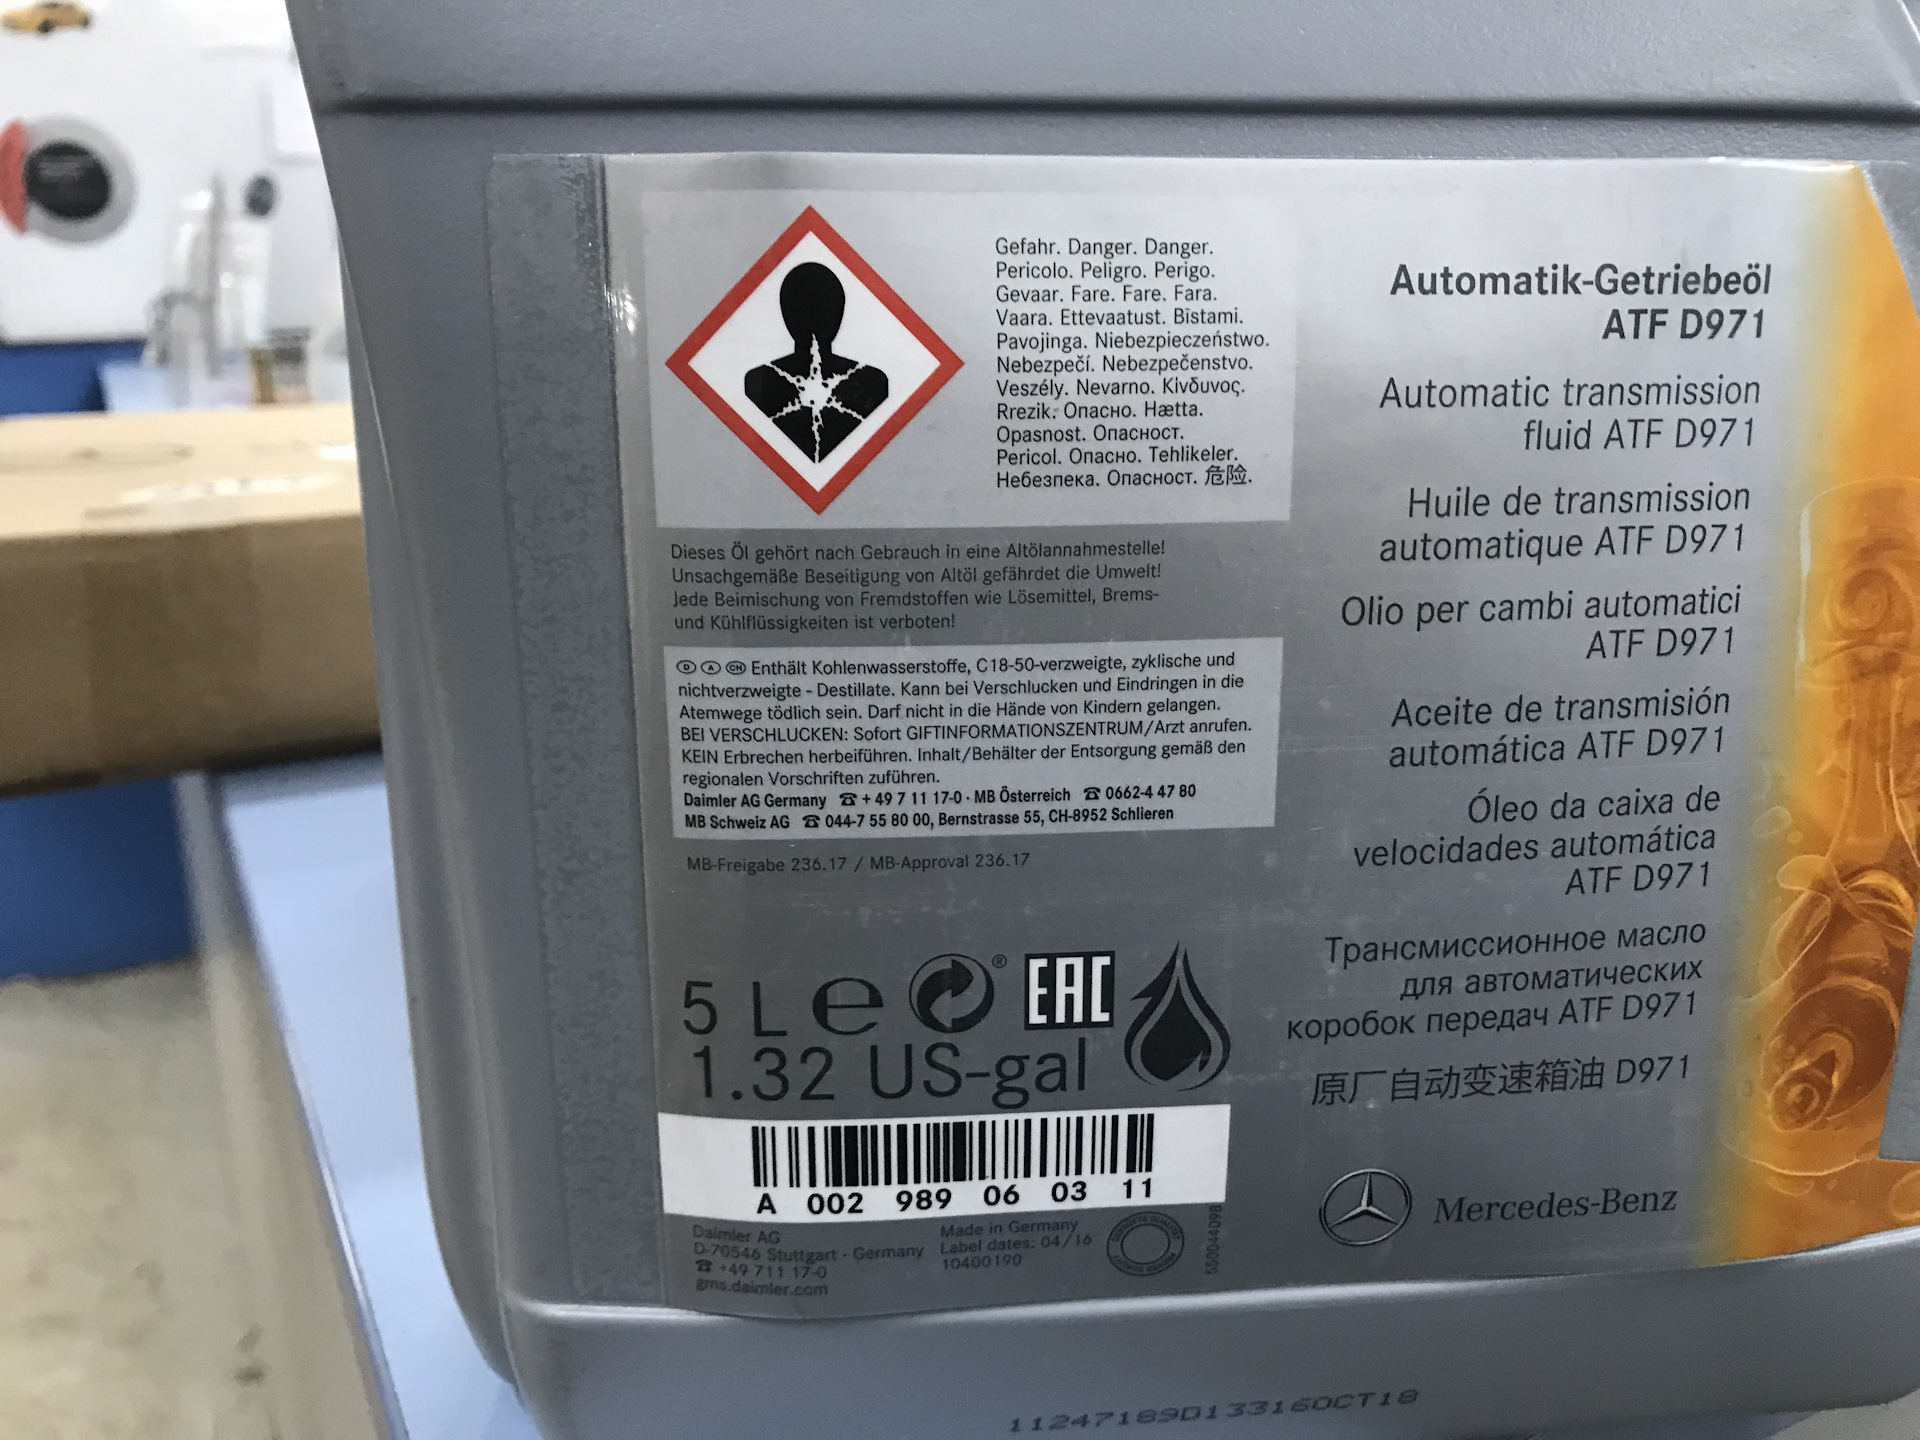 Gefahr. Danger. Danger.
Pericolo. Peligro. Perigo.
Gevaar. Fare. Fare. Fara.
Vaara. Ettevaatust. Bīstami.
Pavojinga. Niebezpieczeństwo.
Nebezpečí. Nebezpečenstvo.
Veszély. Nevarno. Κίνδυνος.
Rrezik. Опасно. Hætta.
Opasnost. Опасност.
Pericol. Опасно. Tehlikeler.
Небезпека. Опасност. 危险.
Dieses Öl gehört nach Gebrauch in eine Altölannahmestelle!
Unsachgemäße Beseitigung von Altöl gefährdet die Umwelt!
Jede Beimischung von Fremdstoffen wie Lösemittel, Brems-
und Kühlflüssigkeiten ist verboten!
D A CH Enthält Kohlenwasserstoffe, C18-50-verzweigte, zyklische und
nichtverzweigte - Destillate. Kann bei Verschlucken und Eindringen in die
Atemwege tödlich sein. Darf nicht in die Hände von Kindern gelangen.
BEI VERSCHLUCKEN: Sofort GIFTINFORMATIONSZENTRUM/Arzt anrufen.
KEIN Erbrechen herbeiführen. Inhalt/Behälter der Entsorgung gemäß den
regionalen Vorschriften zuführen.
Daimler AG Germany ☎ + 49 7 11 17-0 · MB Österreich ☎ 0662-4 47 80
MB Schweiz AG ☎ 044-7 55 80 00, Bernstrasse 55, CH-8952 Schlieren
MB-Freigabe 236.17 / MB-Approval 236.17
5 L ℮ ® EAC
1.32 US-gal
A 002 989 06 03 11
Daimler AG
D-70546 Stuttgart · Germany
☎ +49 711 17-0
gms.daimler.com
Made in Germany
Label dates: 04/16
10400190
550044098
Automatik-Getriebeöl
ATF D971
Automatic transmission
fluid ATF D971
Huile de transmission
automatique ATF D971
Olio per cambi automatici
ATF D971
Aceite de transmisión
automática ATF D971
Óleo da caixa de
velocidades automática
ATF D971
Трансмиссионное масло
для автоматических
коробок передач ATF D971
原厂自动变速箱油 D971
Mercedes-Benz
11247189D13316OCT18